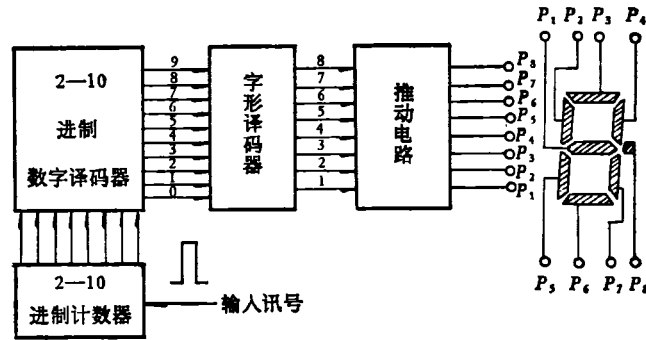 P₁ P₂ P₃ P₄
2—10
进制
数字译码器
9
8
7
6
5
4
3
2
1
0
字形译码器
8
7
6
5
4
3
2
1
推动电路
P₈
P₇
P₆
P₅
P₄
P₃
P₂
P₁
P₅ P₆ P₇ P₈
2—10
进制计数器
输入讯号